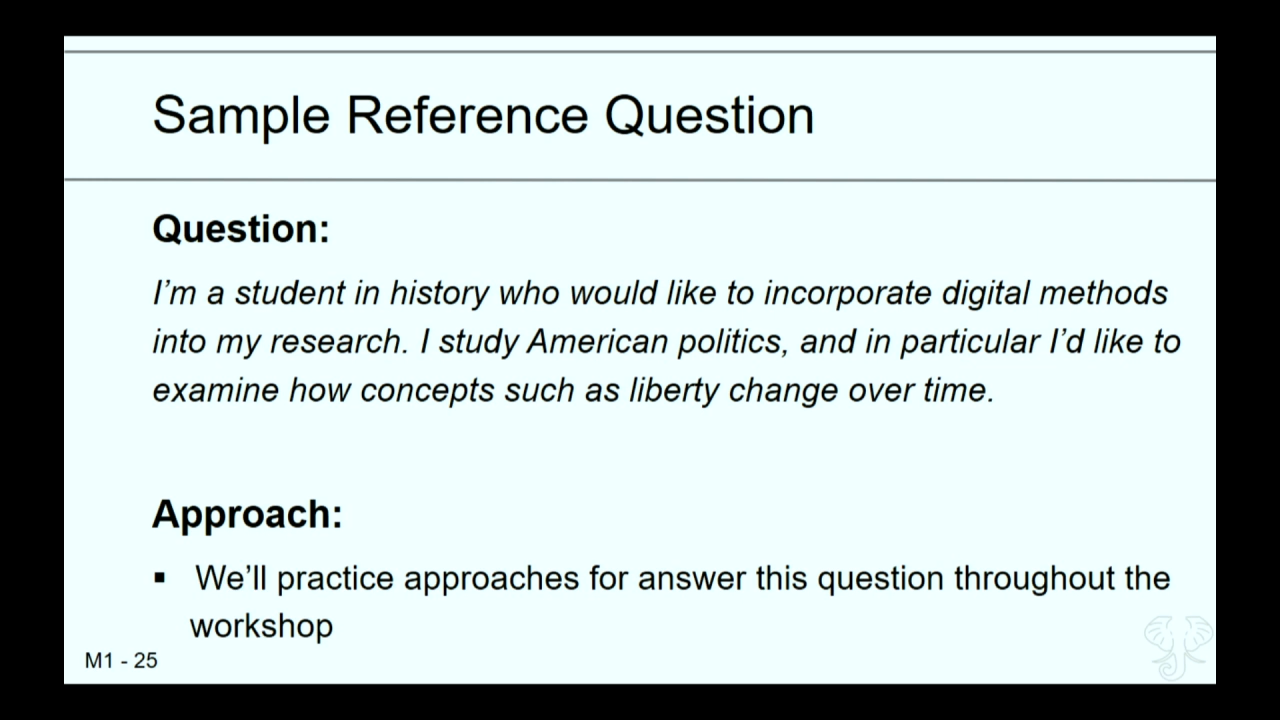 Sample Reference Question
Question:
I’m a student in history who would like to incorporate digital methods
into my research. I study American politics, and in particular I’d like to
examine how concepts such as liberty change over time.
Approach:
▪ We’ll practice approaches for answer this question throughout the
workshop
M1 - 25